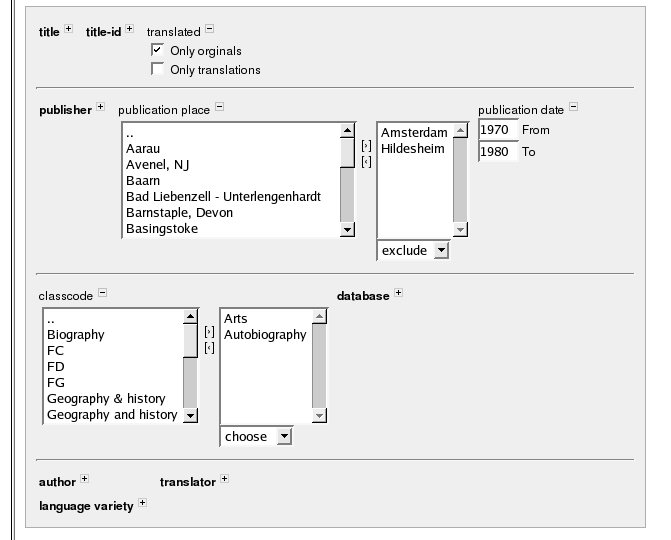 title title-id translated
Only orginals
Only translations
publisher publication place publication date
..
Aarau
Avenel, NJ
Baarn
Bad Liebenzell - Unterlengenhardt
Barnstaple, Devon
Basingstoke
[›]
[‹]
Amsterdam
Hildesheim
exclude
1970 From
1980 To
classcode database
..
Biography
FC
FD
FG
Geography & history
Geography and history
[›]
[‹]
Arts
Autobiography
choose
author translator
language variety